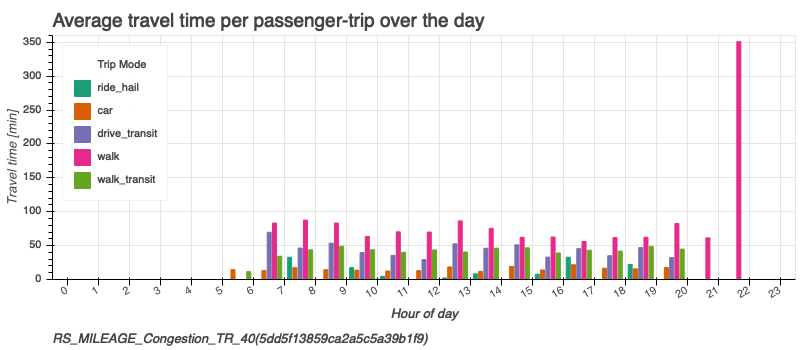 Average travel time per passenger-trip over the day
Travel time [min]
350
300
250
200
150
100
50
0
Trip Mode
ride_hail
car
drive_transit
walk
walk_transit
0 1 2 3 4 5 6 7 8 9 10 11 12 13 14 15 16 17 18 19 20 21 22 23
Hour of day
RS_MILEAGE_Congestion_TR_40(5dd5f13859ca2a5c5a39b1f9)